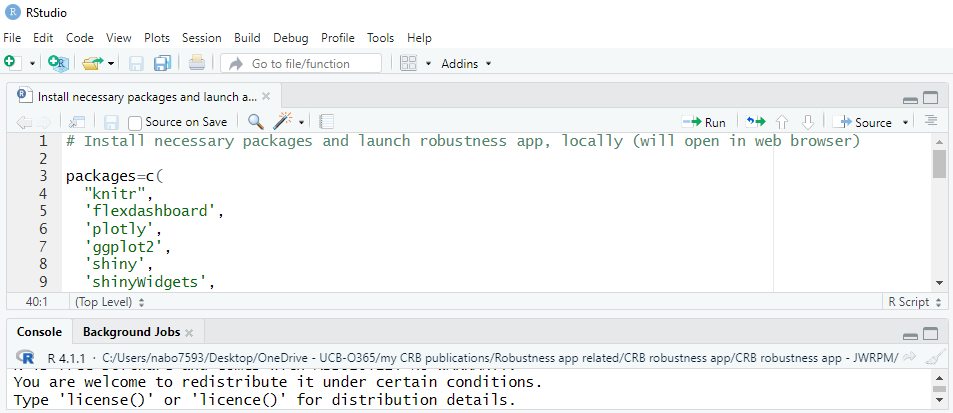 RStudio
File Edit Code View Plots Session Build Debug Profile Tools Help
Go to file/function Addins
Install necessary packages and launch a...
Source on Save Run Source
1 # Install necessary packages and launch robustness app, locally (will open in web browser)
2
3 packages=c(
4 "knitr",
5 'flexdashboard',
6 'plotly',
7 'ggplot2',
8 'shiny',
9 'shinyWidgets',
40:1 (Top Level) R Script
Console Background Jobs
R 4.1.1 · C:/Users/nabo7593/Desktop/OneDrive - UCB-O365/my CRB publications/Robustness app related/CRB robustness app/CRB robustness app - JWRPM/
You are welcome to redistribute it under certain conditions.
Type 'license()' or 'licence()' for distribution details.